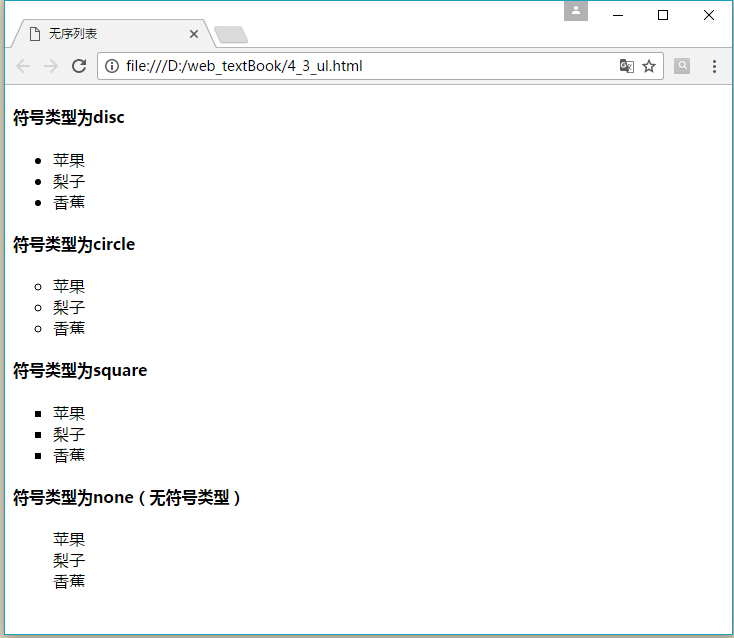 无序列表
file:///D:/web_textBook/4_3_ul.html
符号类型为disc
苹果
梨子
香蕉
符号类型为circle
苹果
梨子
香蕉
符号类型为square
苹果
梨子
香蕉
符号类型为none（无符号类型）
苹果
梨子
香蕉